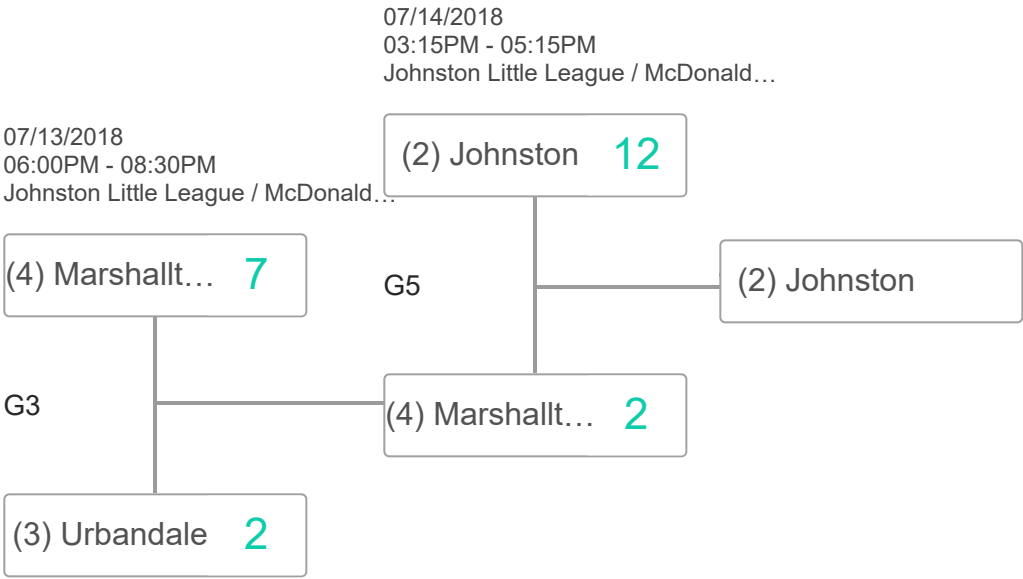 07/14/2018
03:15PM - 05:15PM
Johnston Little League / McDonald…
(2) Johnston 12
07/13/2018
06:00PM - 08:30PM
Johnston Little League / McDonald…
(4) Marshallt… 7
G5
(2) Johnston
G3
(4) Marshallt… 2
(3) Urbandale 2